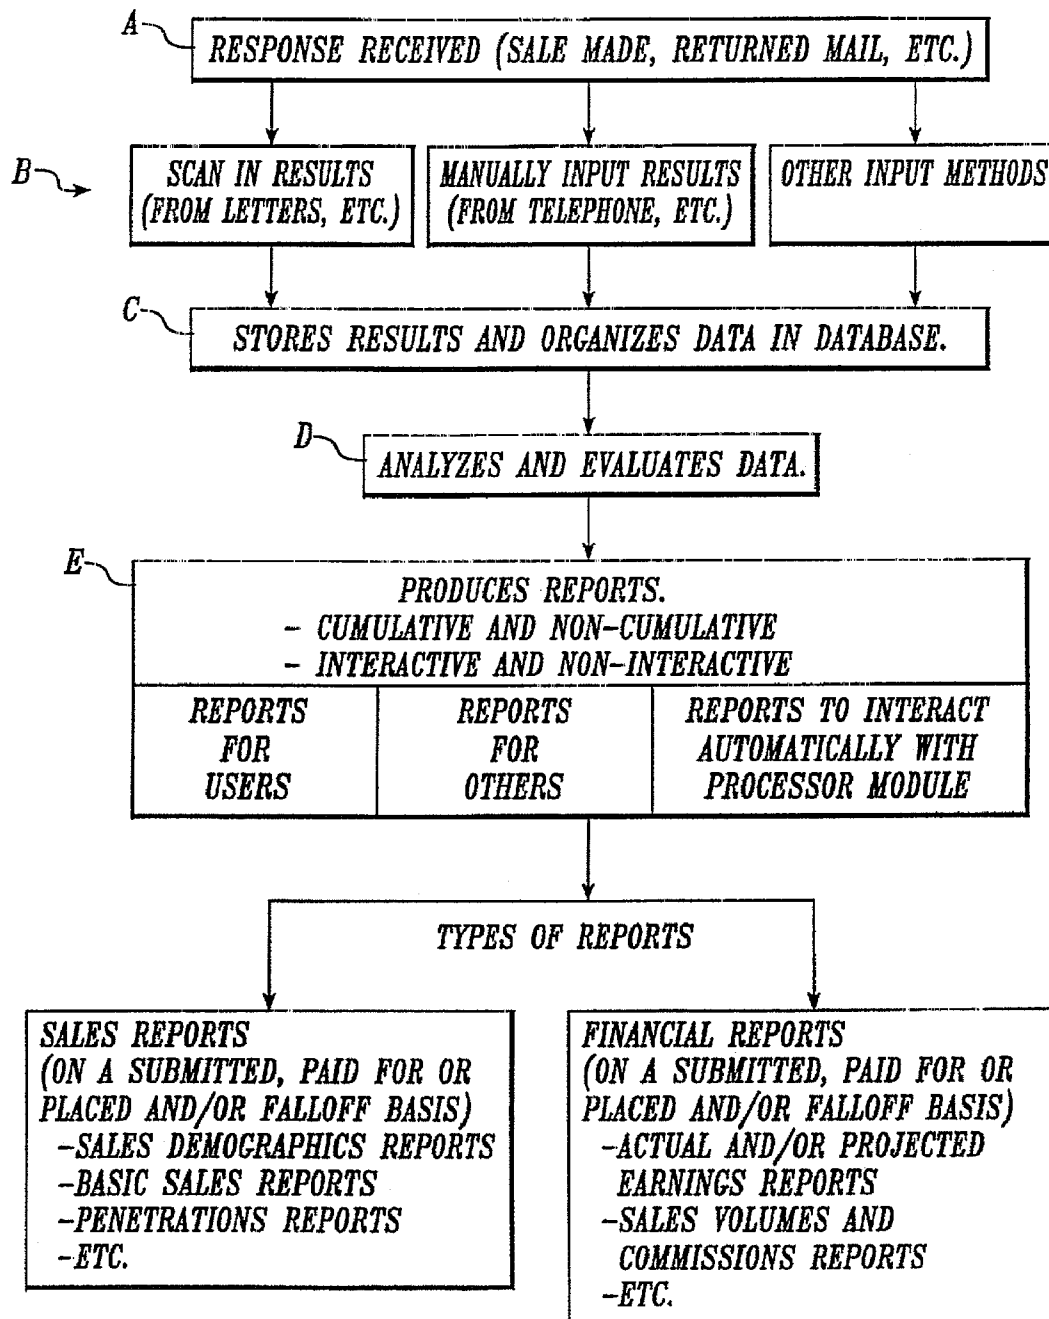 A
RESPONSE RECEIVED (SALE MADE, RETURNED MAIL, ETC.)
B
SCAN IN RESULTS
(FROM LETTERS, ETC.)
MANUALLY INPUT RESULTS
(FROM TELEPHONE, ETC.)
OTHER INPUT METHODS
C
STORES RESULTS AND ORGANIZES DATA IN DATABASE.
D
ANALYZES AND EVALUATES DATA.
E
PRODUCES REPORTS.
- CUMULATIVE AND NON-CUMULATIVE
- INTERACTIVE AND NON-INTERACTIVE
REPORTS
FOR
USERS
REPORTS
FOR
OTHERS
REPORTS TO INTERACT
AUTOMATICALLY WITH
PROCESSOR MODULE
TYPES OF REPORTS
SALES REPORTS
(ON A SUBMITTED, PAID FOR OR
PLACED AND/OR FALLOFF BASIS)
-SALES DEMOGRAPHICS REPORTS
-BASIC SALES REPORTS
-PENETRATIONS REPORTS
-ETC.
FINANCIAL REPORTS
(ON A SUBMITTED, PAID FOR OR
PLACED AND/OR FALLOFF BASIS)
-ACTUAL AND/OR PROJECTED
EARNINGS REPORTS
-SALES VOLUMES AND
COMMISSIONS REPORTS
-ETC.